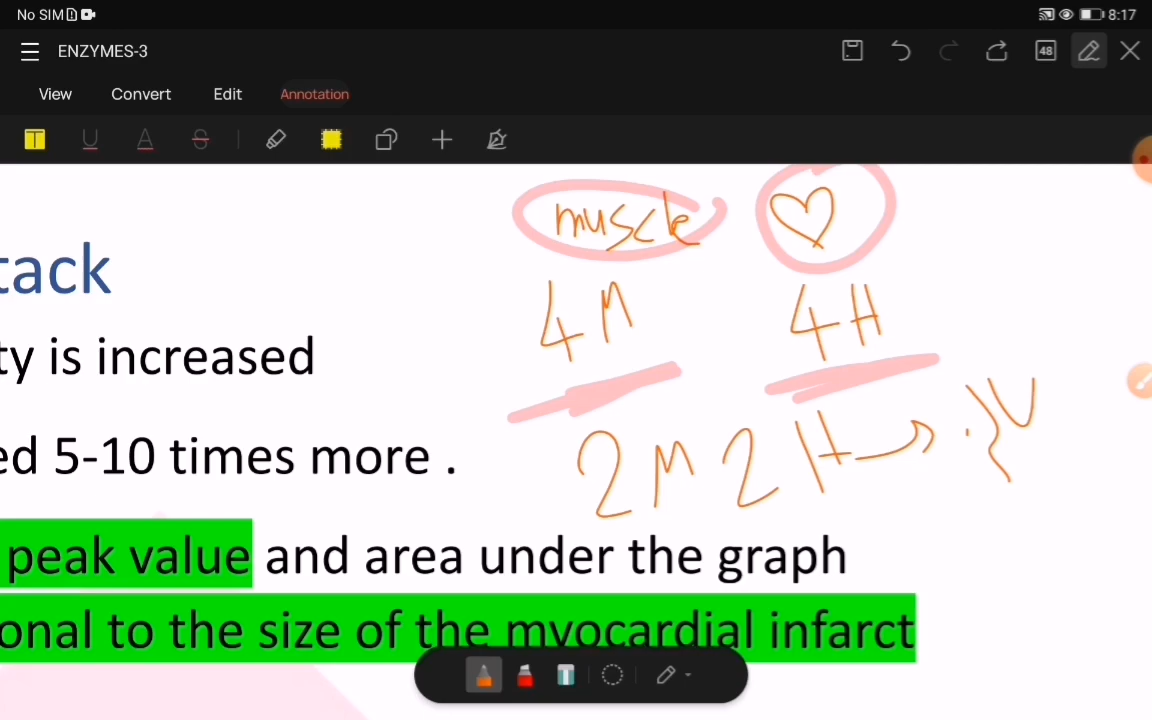 No SIM 8:17
ENZYMES-3 48
View Convert Edit Annotation
T U A S
muscle
tack
4M 4H
ty is increased
2M 2H
ed 5-10 times more .
peak value and area under the graph
onal to the size of the myocardial infarct